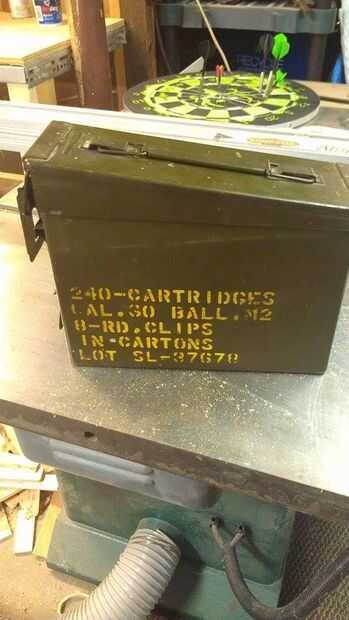 240-CARTRIDGES
CAL.30 BALL.M2
8-RD.CLIPS
IN CARTONS
LOT SL-37678